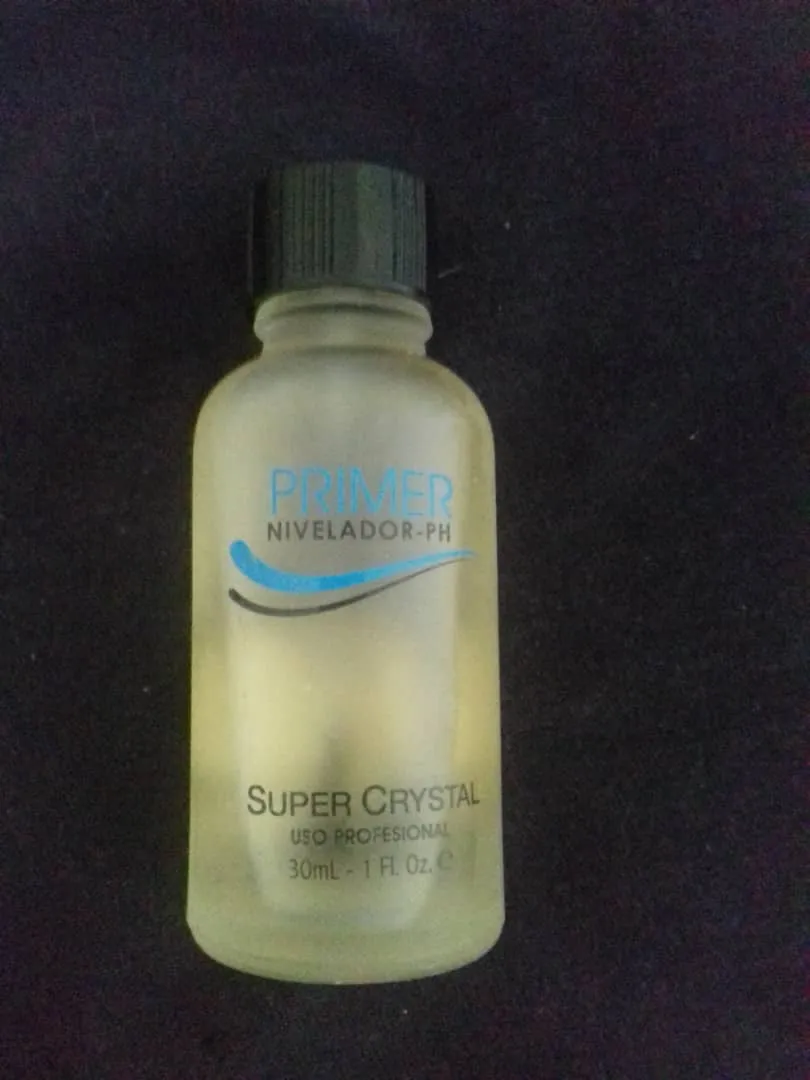 PRIMER
NIVELADOR-PH
SUPER CRYSTAL
USO PROFESIONAL
30mL - 1 Fl. Oz. ℮